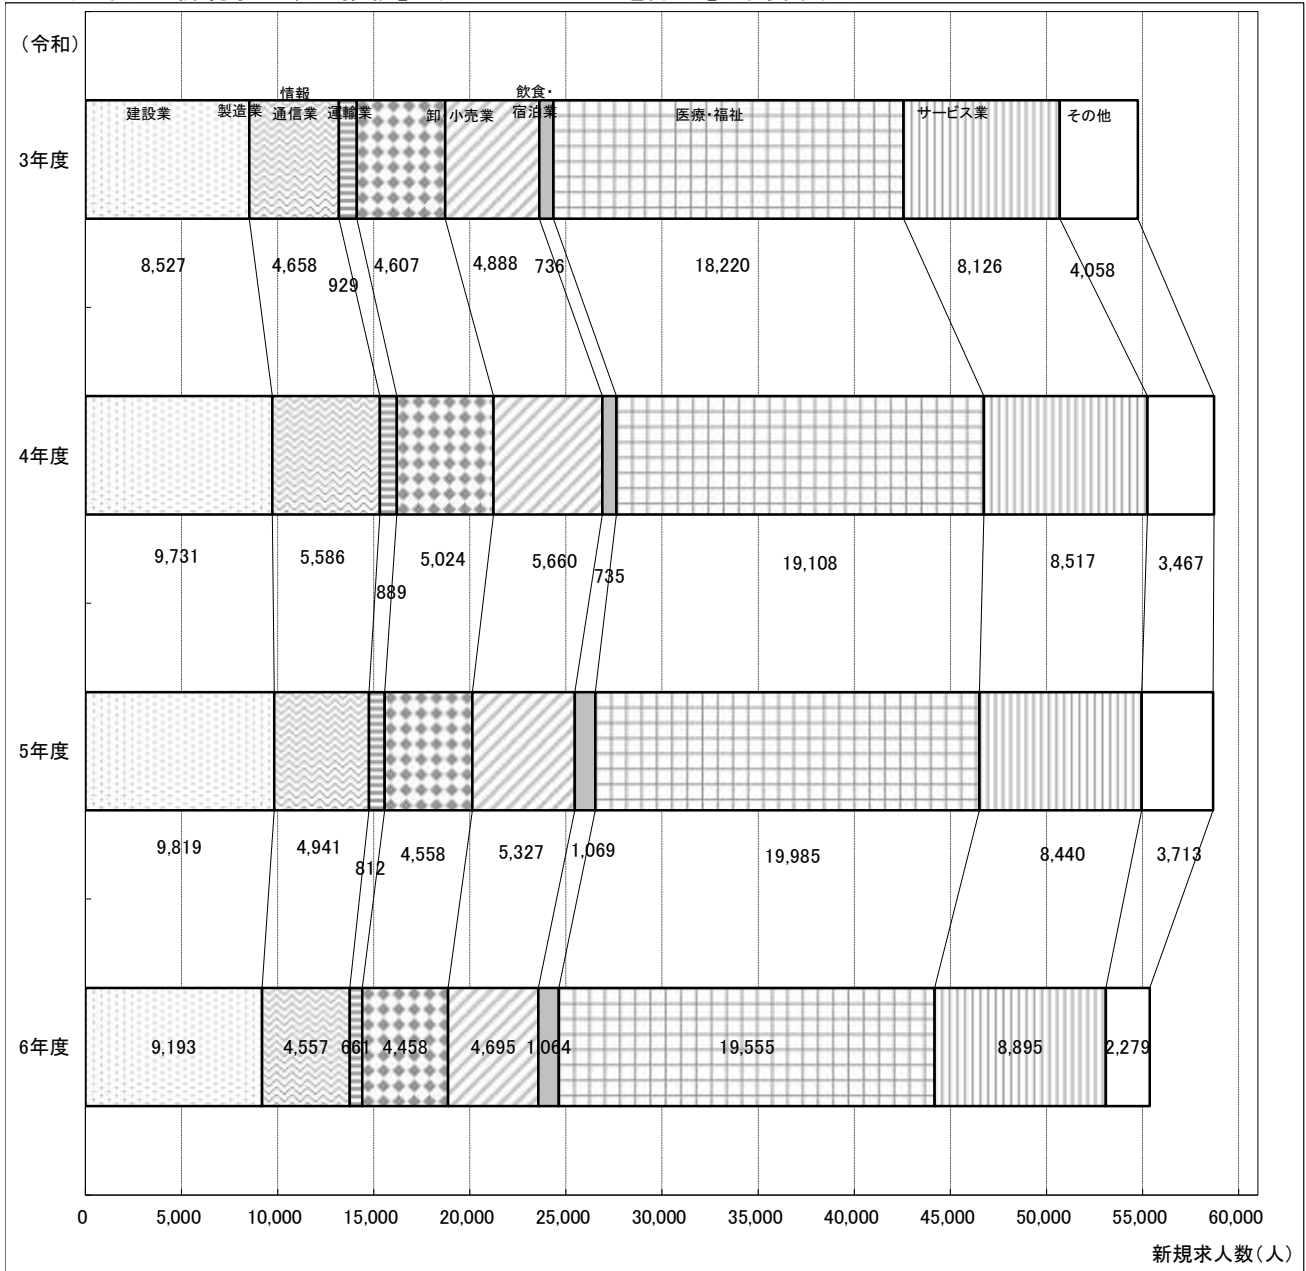 （令和）
情報
飲食・
建設業 製造業 通信業 運輸業 卸・小売業 宿泊業 医療・福祉 サービス業 その他
3年度
8,527 4,658 929 4,607 4,888 736 18,220 8,126 4,058
4年度
9,731 5,586 889 5,024 5,660 735 19,108 8,517 3,467
5年度
9,819 4,941 812 4,558 5,327 1,069 19,985 8,440 3,713
6年度 9,193 4,557 661 4,458 4,695 1,064 19,555 8,895 2,279
0 5,000 10,000 15,000 20,000 25,000 30,000 35,000 40,000 45,000 50,000 55,000 60,000
新規求人数（人）